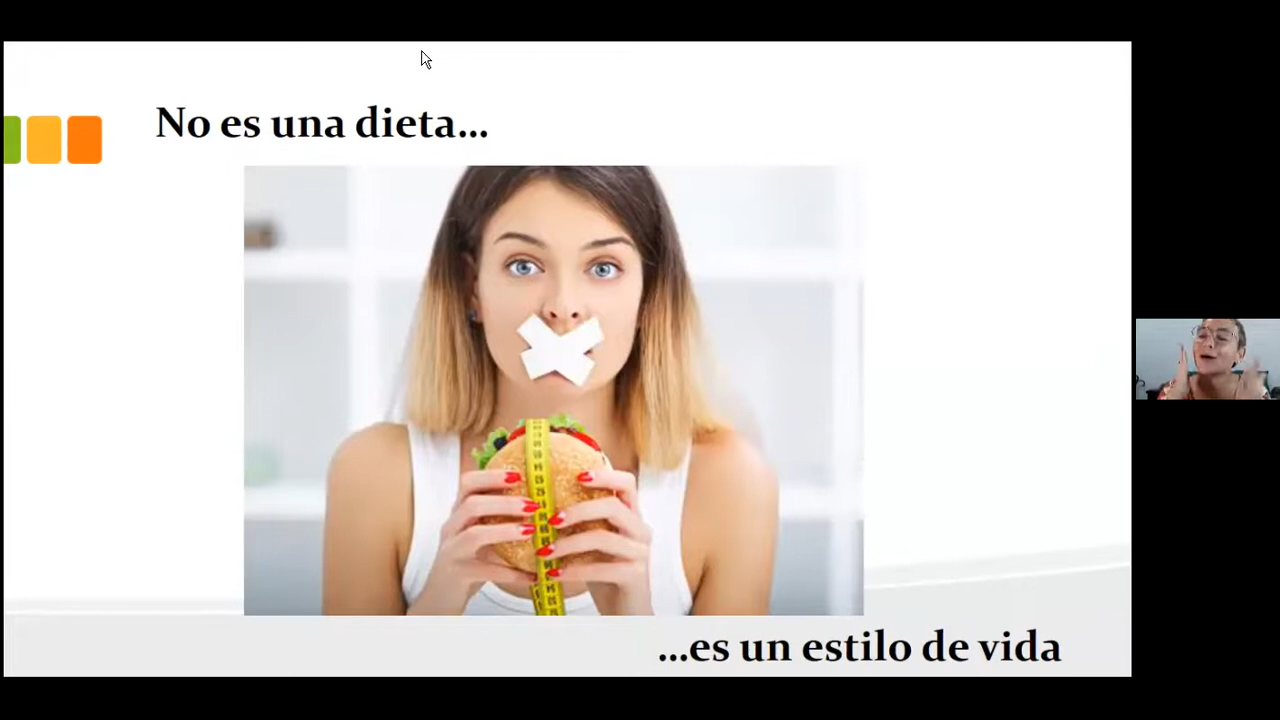 No es una dieta...
...es un estilo de vida